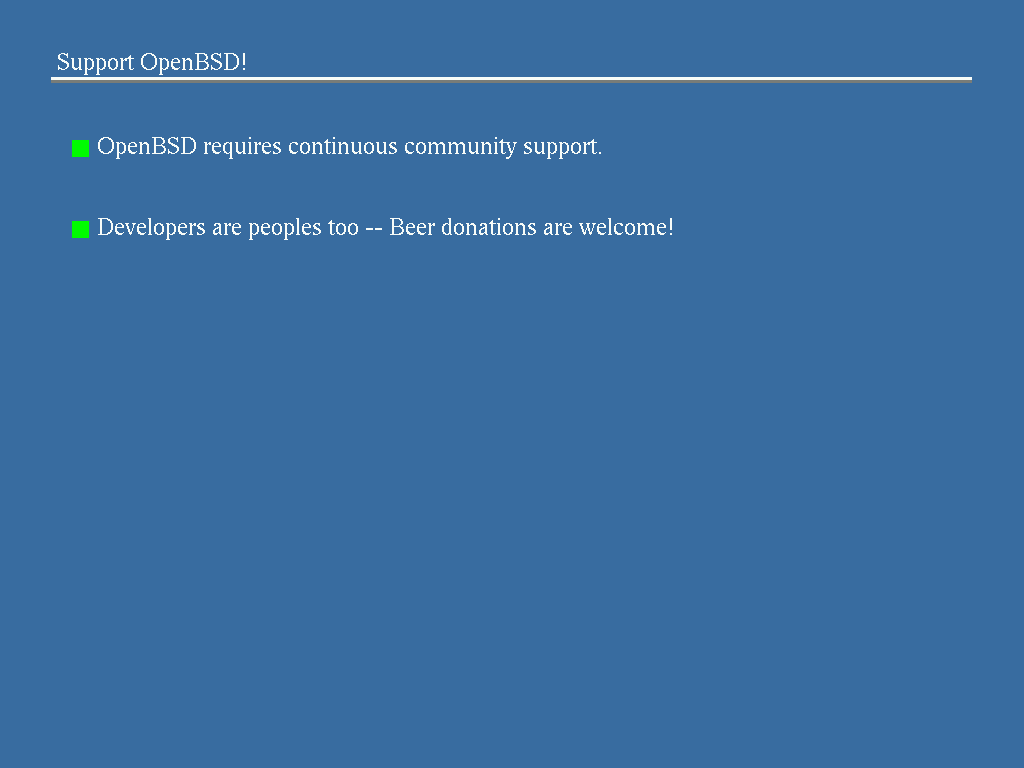 Support OpenBSD!
OpenBSD requires continuous community support.
Developers are peoples too -- Beer donations are welcome!